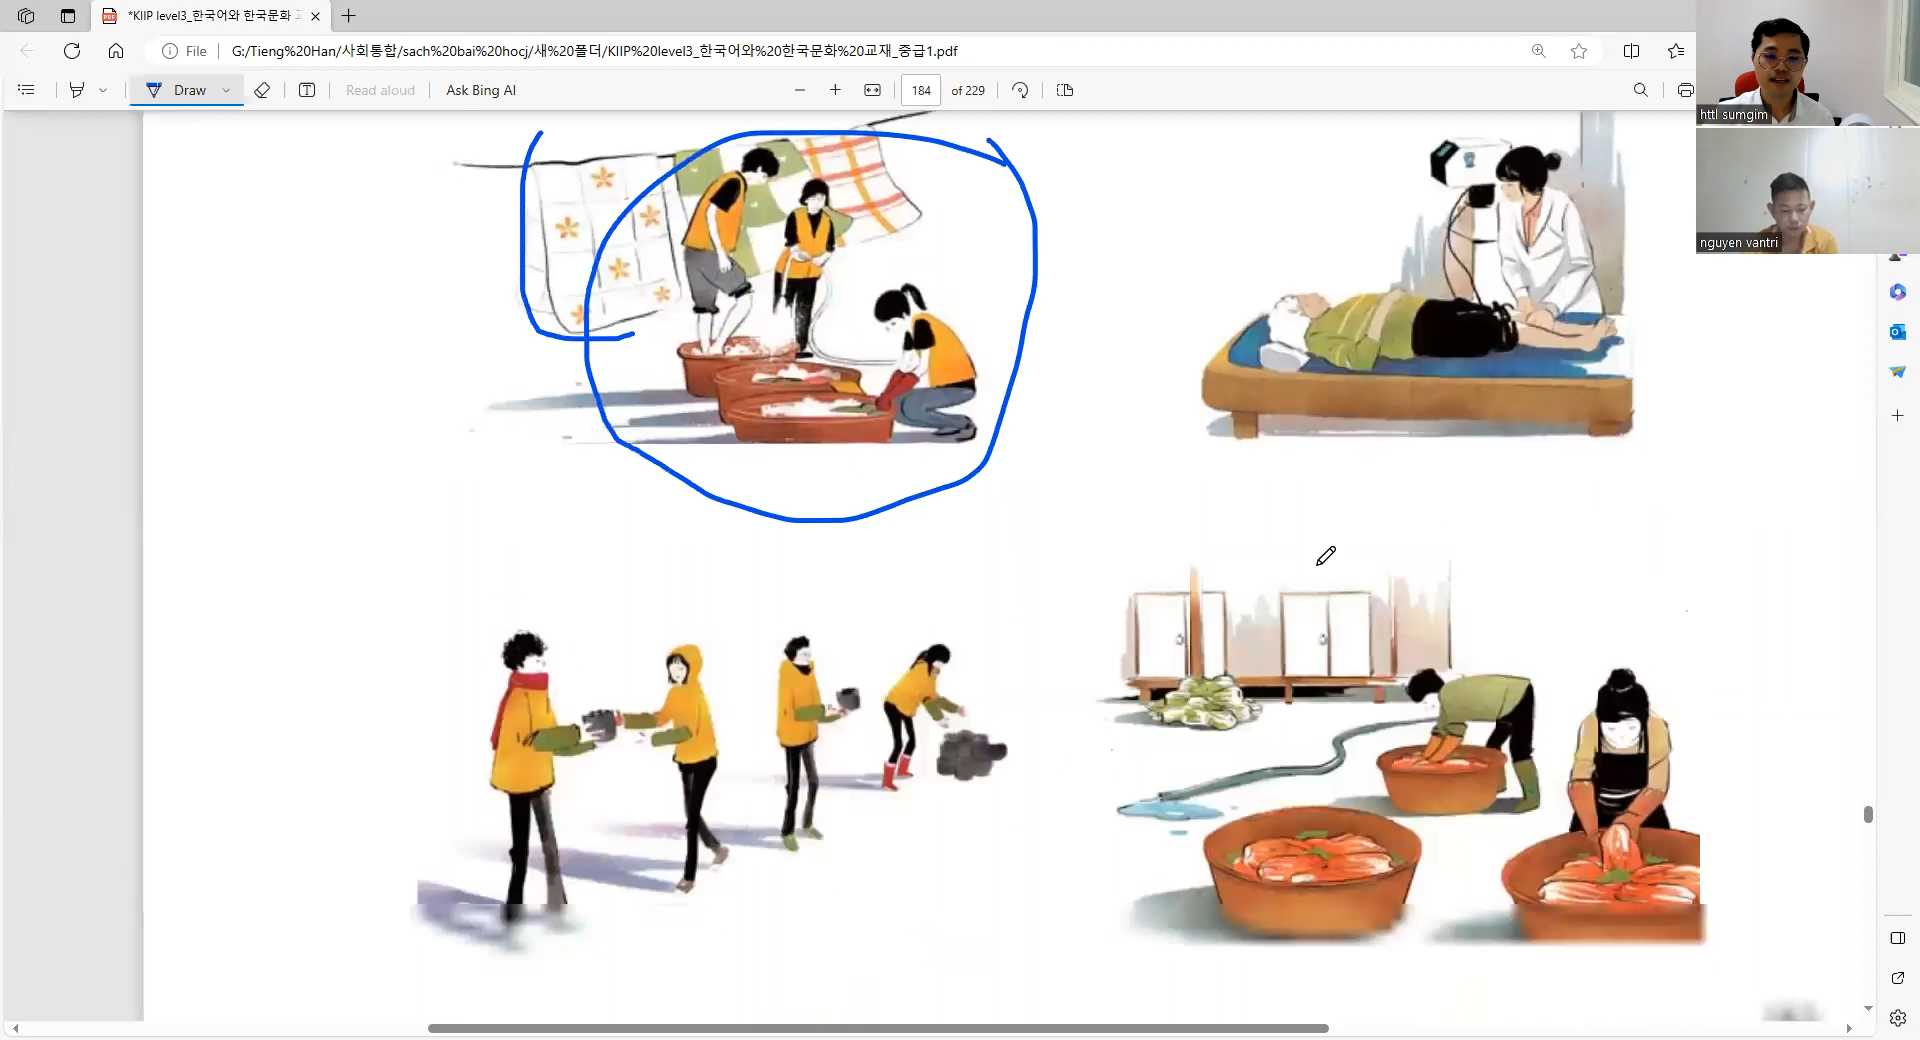 *KIIP level3_한국어와 한국문화 교
File
G:/Tieng%20Han/사회통합/sach%20bai%20hocj/새%20폴더/KIIP%20level3_한국어와%20한국문화%20교재_중급1.pdf
Draw
Read aloud
Ask Bing AI
184
of 229
httl sumgim
nguyen vantri